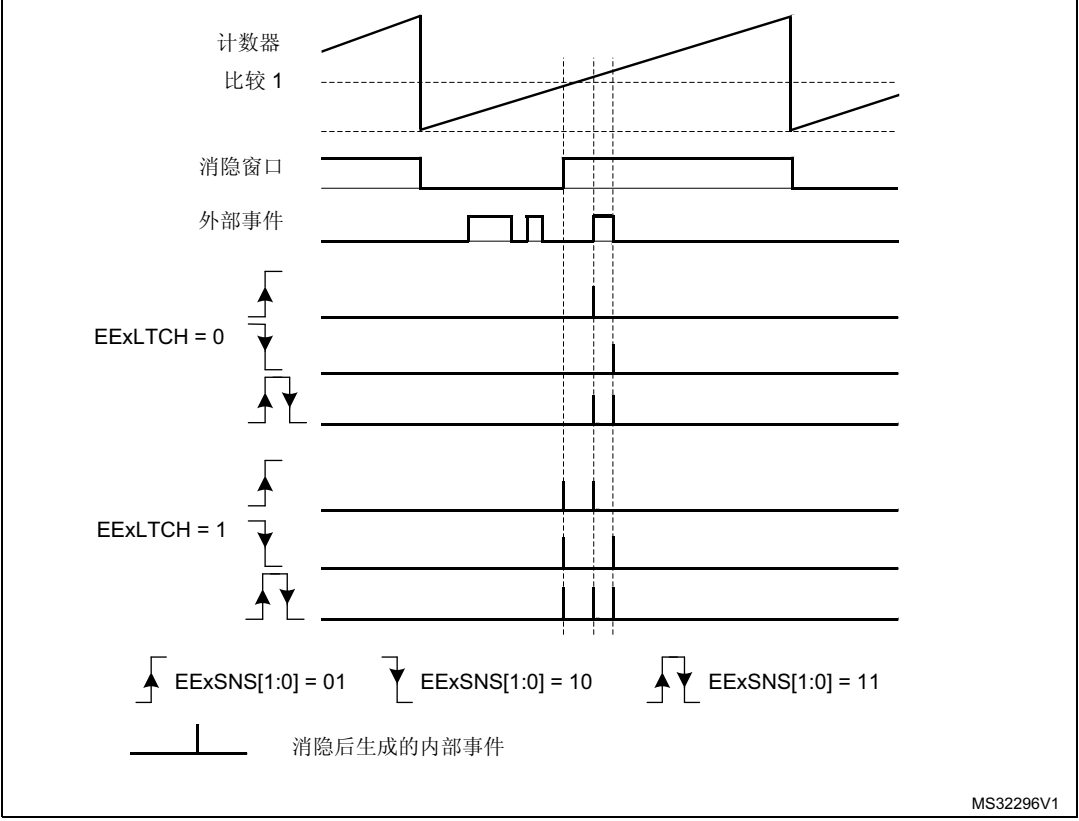 计数器
比较 1
消隐窗口
外部事件
EExLTCH = 0
EExLTCH = 1
EExSNS[1:0] = 01
EExSNS[1:0] = 10
EExSNS[1:0] = 11
消隐后生成的内部事件
MS32296V1